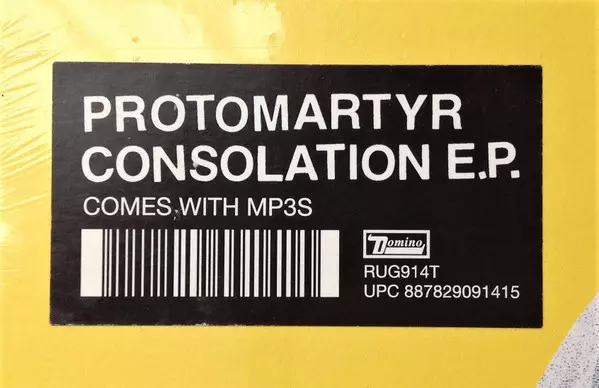 PROTOMARTYR
CONSOLATION E.P.
COMES WITH MP3S
Domino
RUG914T
UPC 887829091415